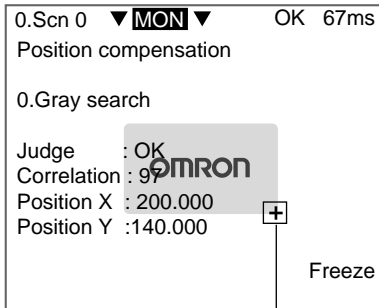 0.Scn 0 ▼ MON ▼ OK 67ms
Position compensation
0.Gray search
Judge : OK
Correlation : 97
OMRON
Position X : 200.000
Position Y :140.000
Freeze